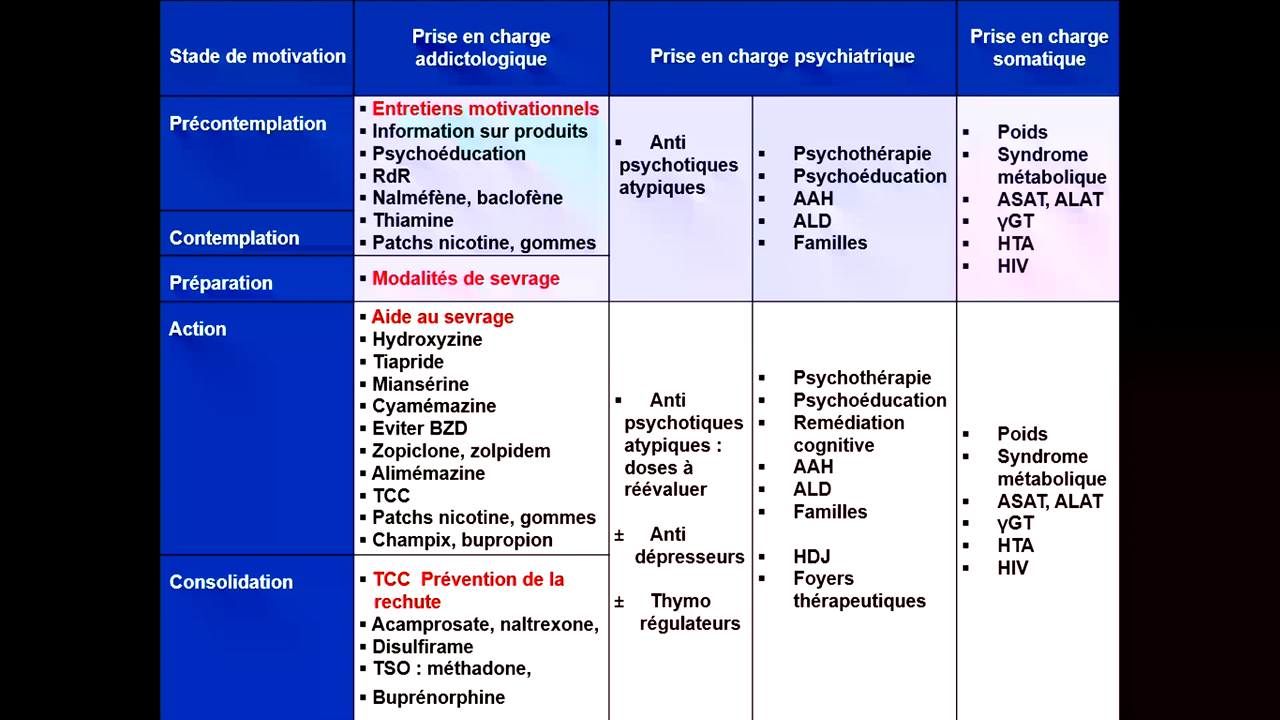 Stade de motivation
Prise en charge
addictologique
Prise en charge psychiatrique
Prise en charge
somatique
Précontemplation
Contemplation
Préparation
▪ Entretiens motivationnels
▪ Information sur produits
▪ Psychoéducation
▪ RdR
▪ Nalméfène, baclofène
▪ Thiamine
▪ Patchs nicotine, gommes
▪ Modalités de sevrage
▪ Anti
psychotiques
atypiques
▪ Psychothérapie
▪ Psychoéducation
▪ AAH
▪ ALD
▪ Familles
▪ Poids
▪ Syndrome
métabolique
▪ ASAT, ALAT
▪ γGT
▪ HTA
▪ HIV
Action
▪ Aide au sevrage
▪ Hydroxyzine
▪ Tiapride
▪ Miansérine
▪ Cyamémazine
▪ Eviter BZD
▪ Zopiclone, zolpidem
▪ Alimémazine
▪ TCC
▪ Patchs nicotine, gommes
▪ Champix, bupropion
Consolidation
▪ TCC Prévention de la
rechute
▪ Acamprosate, naltrexone,
▪ Disulfirame
▪ TSO : méthadone,
▪ Buprénorphine
▪ Anti
psychotiques
atypiques :
doses à
réévaluer
± Anti
dépresseurs
± Thymo
régulateurs
▪ Psychothérapie
▪ Psychoéducation
▪ Remédiation
cognitive
▪ AAH
▪ ALD
▪ Familles
▪ HDJ
▪ Foyers
thérapeutiques
▪ Poids
▪ Syndrome
métabolique
▪ ASAT, ALAT
▪ γGT
▪ HTA
▪ HIV